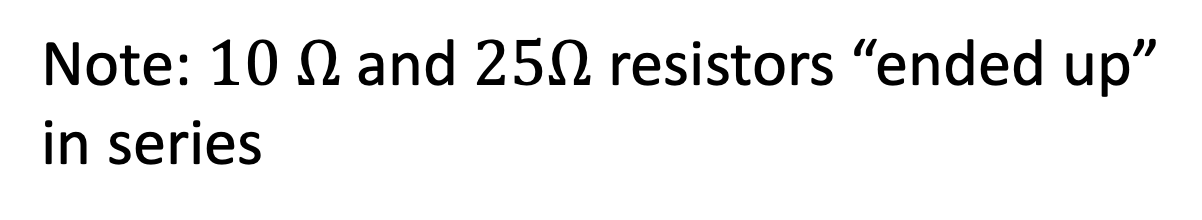 Note: 10 Ω and 25Ω resistors “ended up”
in series